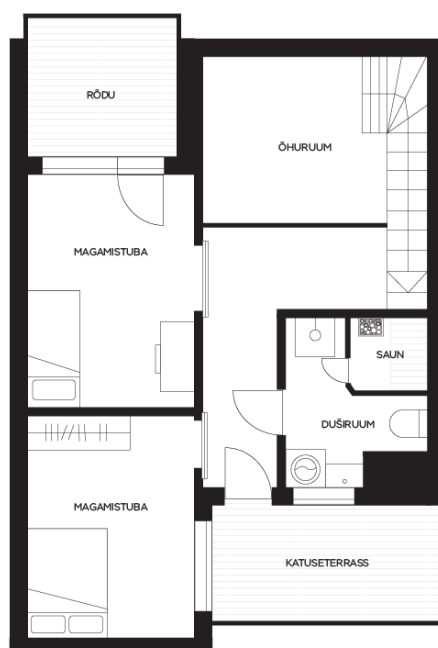 RÕDU
ÕHURUUM
MAGAMISTUBA
SAUN
DUŠIRUUM
MAGAMISTUBA
KATUSETERRASS